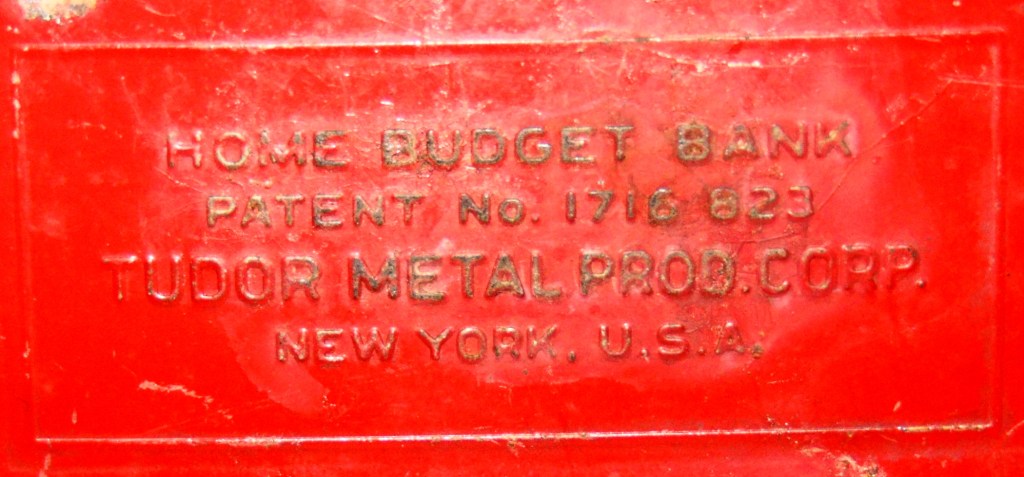 HOME BUDGET BANK
PATENT No. 1716 823
TUDOR METAL PROD. CORP.
NEW YORK, U.S.A.